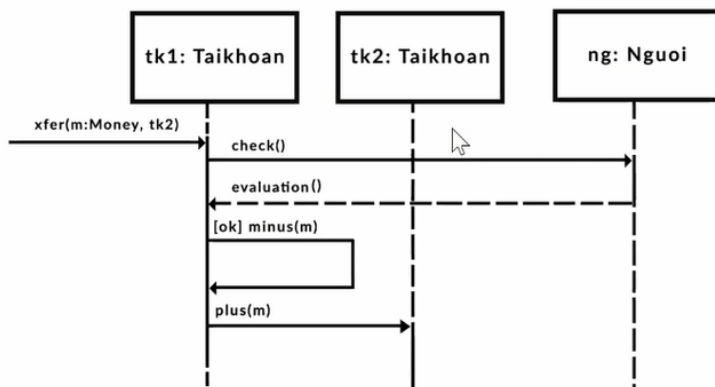 tk1: Taikhoan
tk2: Taikhoan
ng: Nguoi
xfer(m:Money, tk2)
check()
evaluation()
[ok] minus(m)
plus(m)